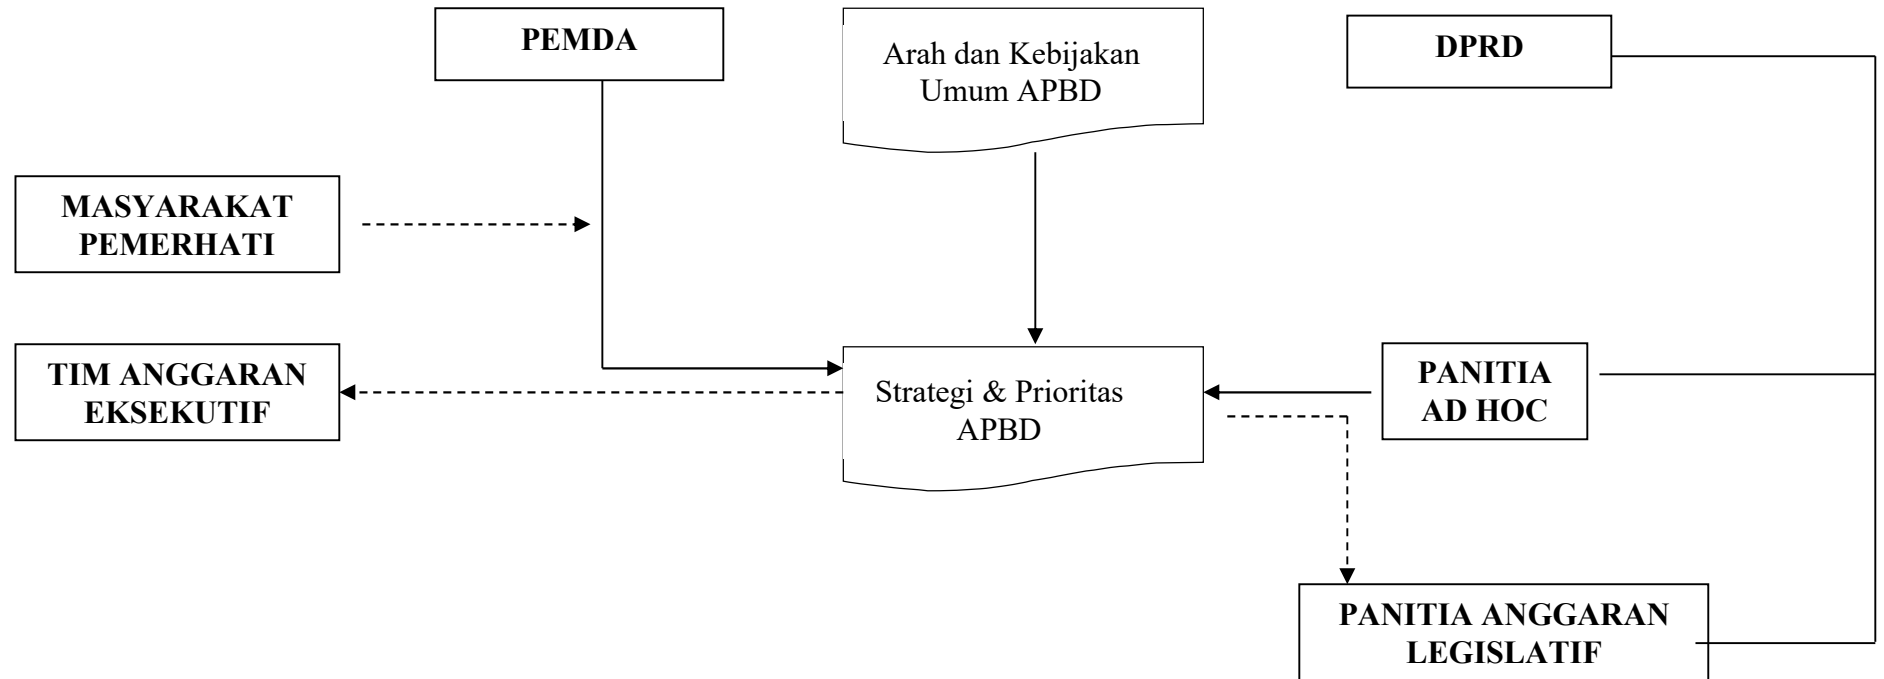 PEMDA
Arah dan Kebijakan
Umum APBD
DPRD
MASYARAKAT
PEMERHATI
TIM ANGGARAN
EKSEKUTIF
Strategi & Prioritas
APBD
PANITIA
AD HOC
PANITIA ANGGARAN
LEGISLATIF